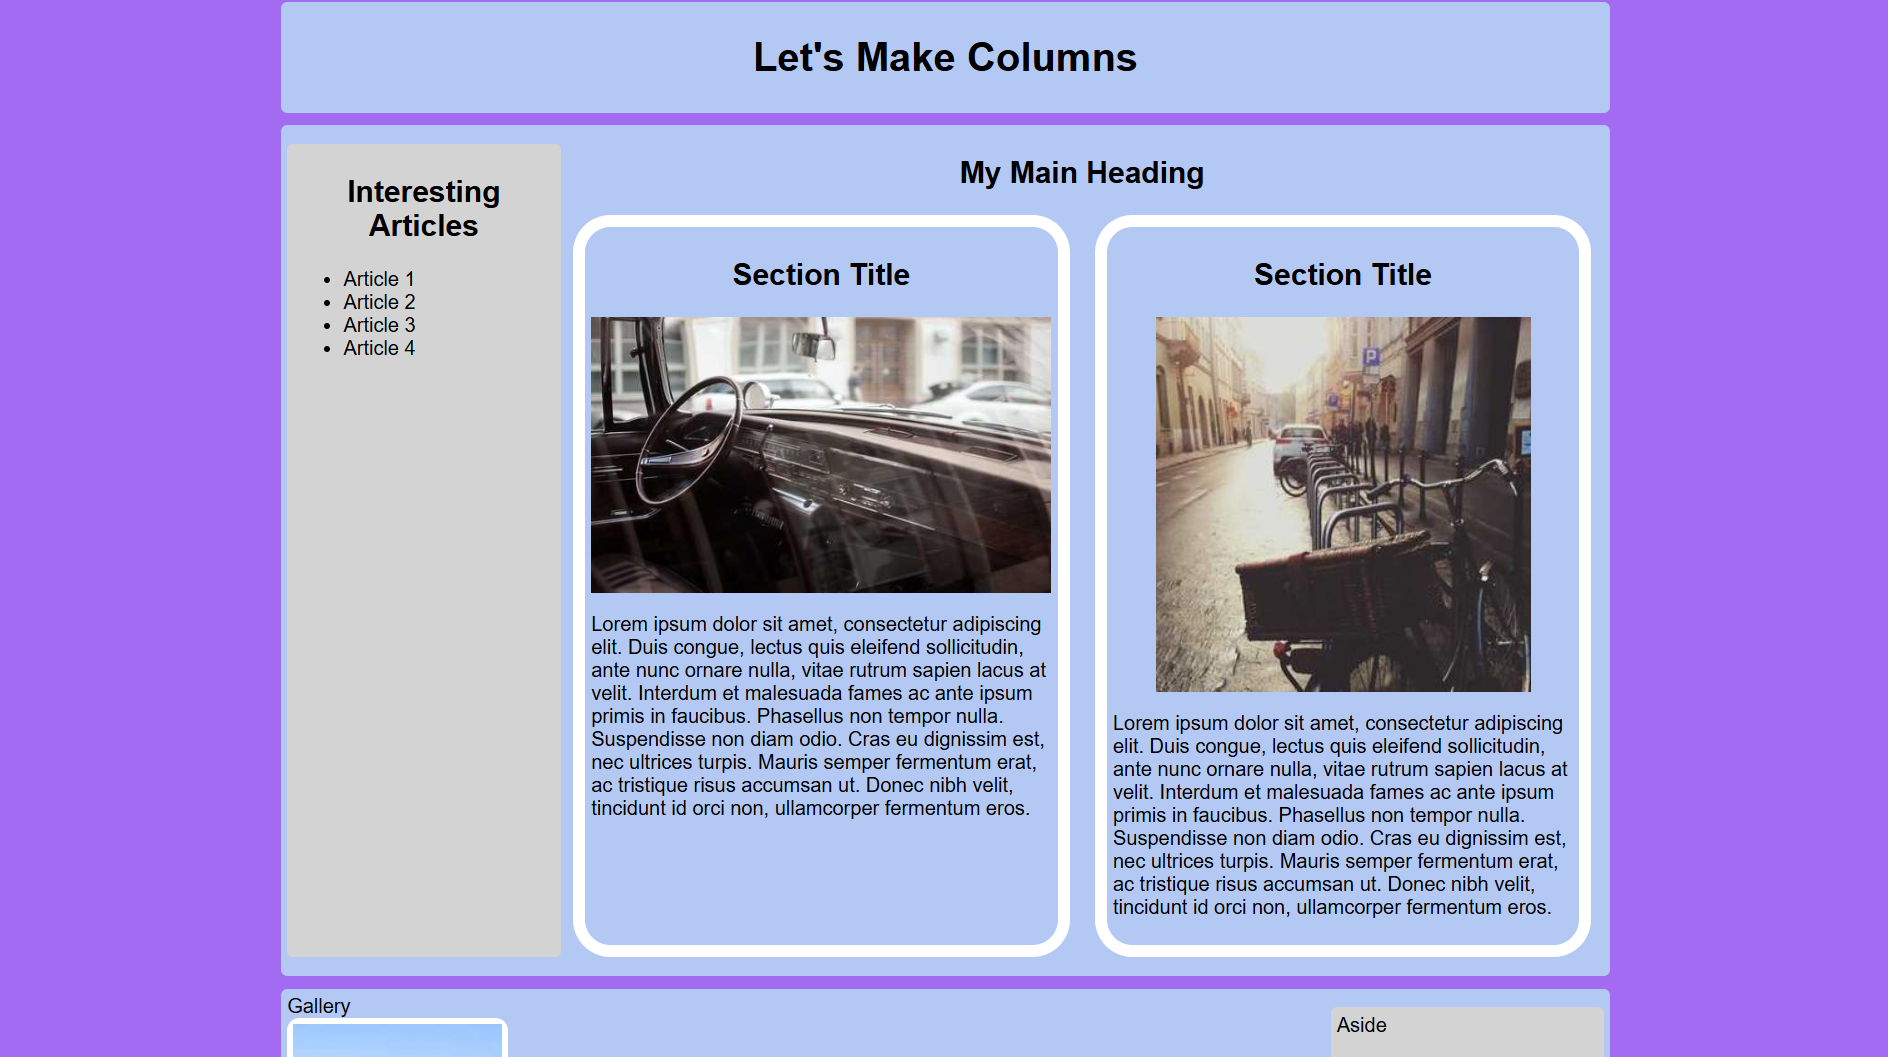 Let's Make Columns
Interesting
Articles
Article 1
Article 2
Article 3
Article 4
My Main Heading
Section Title
Lorem ipsum dolor sit amet, consectetur adipiscing
elit. Duis congue, lectus quis eleifend sollicitudin,
ante nunc ornare nulla, vitae rutrum sapien lacus at
velit. Interdum et malesuada fames ac ante ipsum
primis in faucibus. Phasellus non tempor nulla.
Suspendisse non diam odio. Cras eu dignissim est,
nec ultrices turpis. Mauris semper fermentum erat,
ac tristique risus accumsan ut. Donec nibh velit,
tincidunt id orci non, ullamcorper fermentum eros.
Section Title
P
Lorem ipsum dolor sit amet, consectetur adipiscing
elit. Duis congue, lectus quis eleifend sollicitudin,
ante nunc ornare nulla, vitae rutrum sapien lacus at
velit. Interdum et malesuada fames ac ante ipsum
primis in faucibus. Phasellus non tempor nulla.
Suspendisse non diam odio. Cras eu dignissim est,
nec ultrices turpis. Mauris semper fermentum erat,
ac tristique risus accumsan ut. Donec nibh velit,
tincidunt id orci non, ullamcorper fermentum eros.
Gallery
Aside